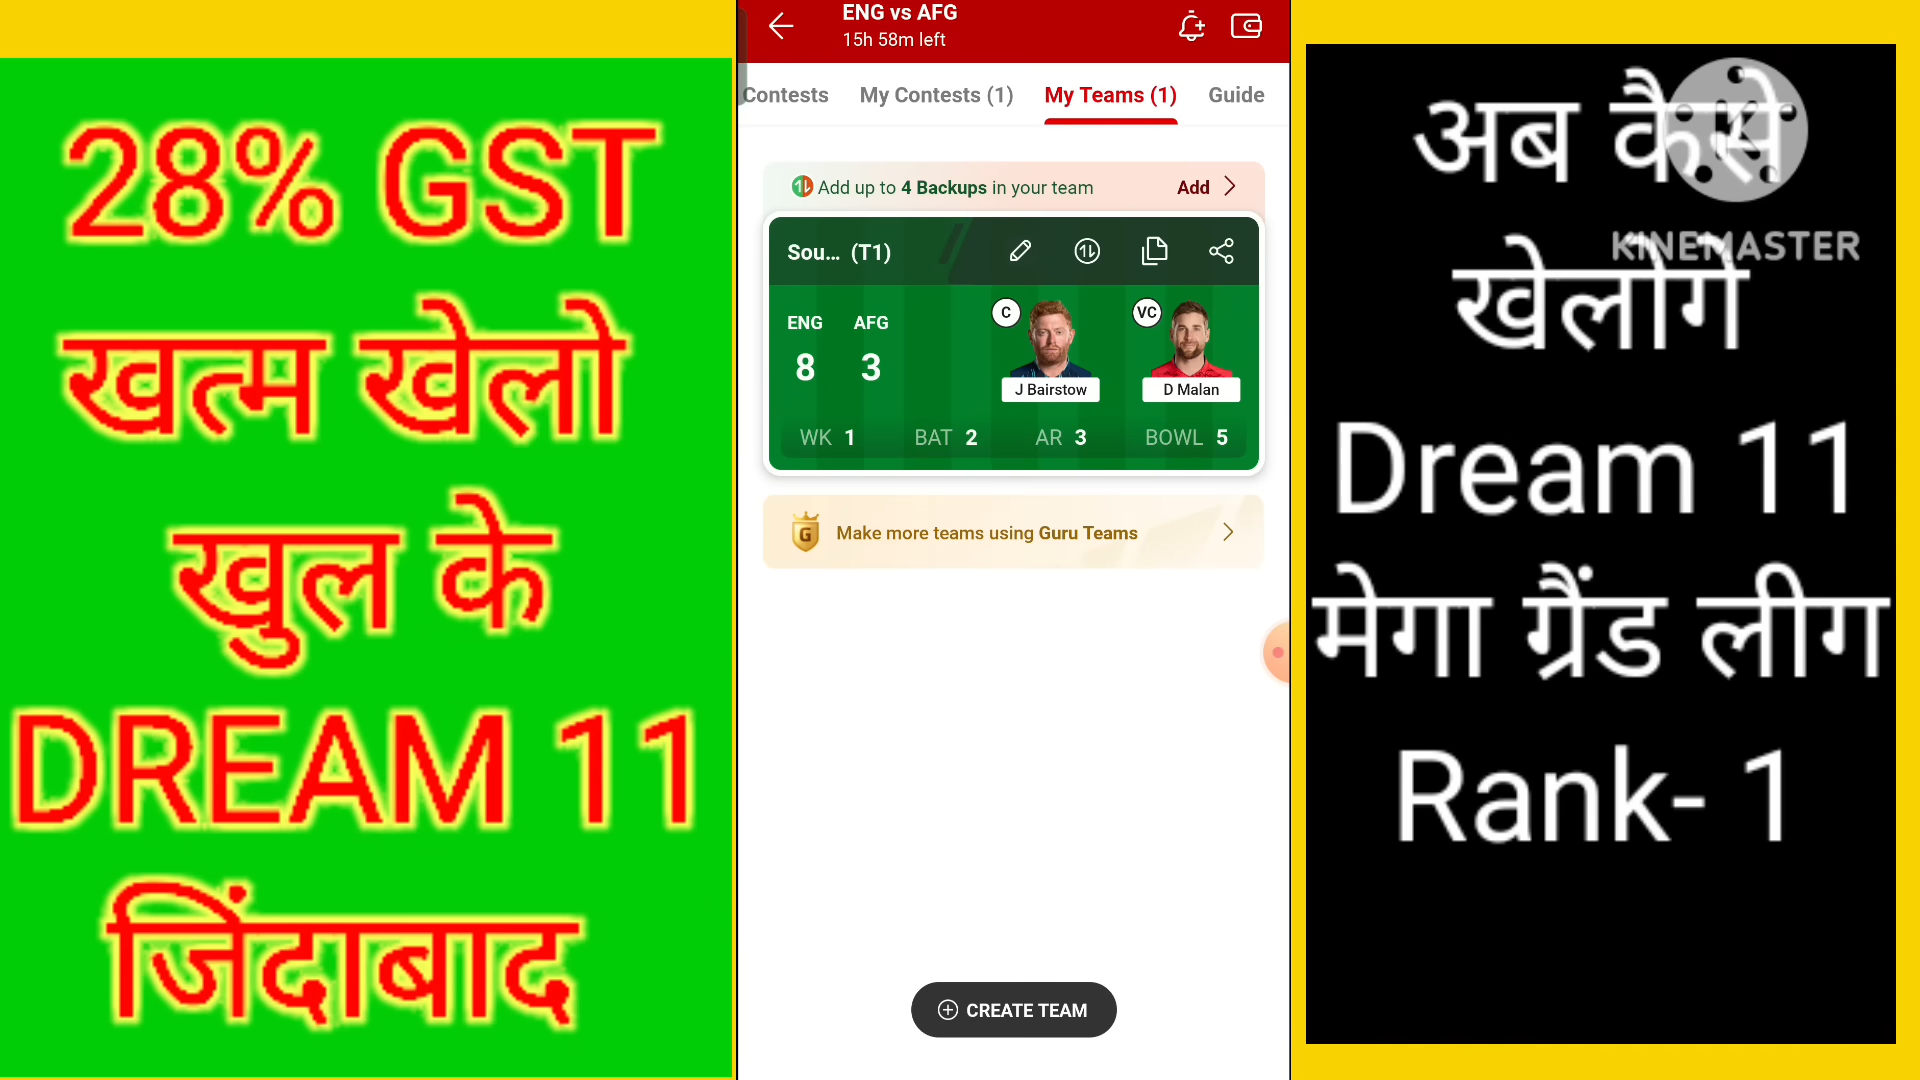 28% GST
खत्म खेलो
खुल के
DREAM 11
जिंदाबाद
ENG vs AFG
15h 58m left
Contests My Contests (1) My Teams (1) Guide
Add up to 4 Backups in your team Add
Sou... (T1)
ENG AFG
8 3
C VC
J Bairstow D Malan
WK 1 BAT 2 AR 3 BOWL 5
G Make more teams using Guru Teams
CREATE TEAM
अब कैसे
खेलोगे
Dream 11
मेगा ग्रैंड लीग
Rank- 1
K
KINEMASTER